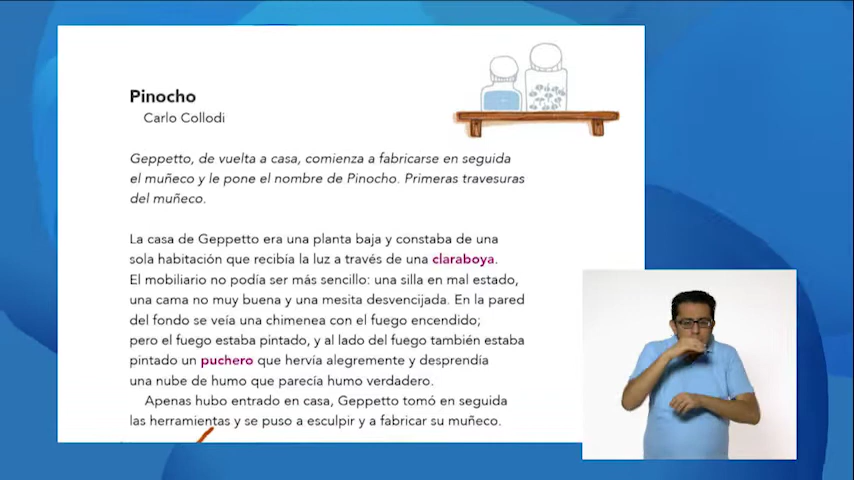 Pinocho
Carlo Collodi
Geppetto, de vuelta a casa, comienza a fabricarse en seguida
el muñeco y le pone el nombre de Pinocho. Primeras travesuras
del muñeco.
La casa de Geppetto era una planta baja y constaba de una
sola habitación que recibía la luz a través de una claraboya.
El mobiliario no podía ser más sencillo: una silla en mal estado,
una cama no muy buena y una mesita desvencijada. En la pared
del fondo se veía una chimenea con el fuego encendido;
pero el fuego estaba pintado, y al lado del fuego también estaba
pintado un puchero que hervía alegremente y desprendía
una nube de humo que parecía humo verdadero.
Apenas hubo entrado en casa, Geppetto tomó en seguida
las herramientas y se puso a esculpir y a fabricar su muñeco.